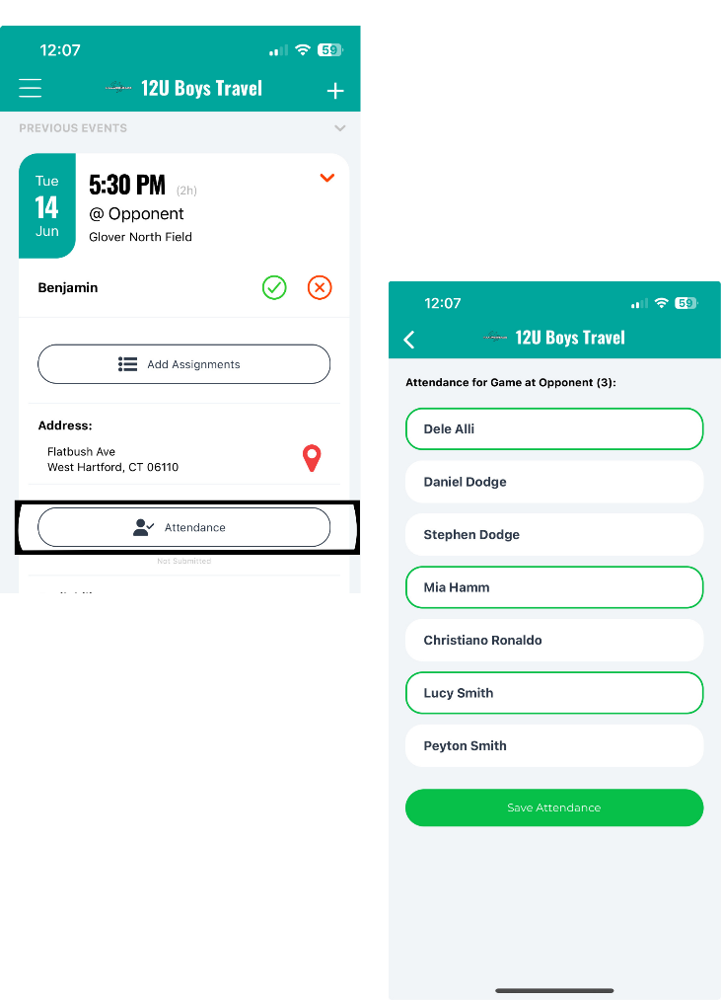 12:07
59
12U Boys Travel
PREVIOUS EVENTS
Tue
14
Jun
5:30 PM (2h)
@ Opponent
Glover North Field
Benjamin
Add Assignments
Address:
Flatbush Ave
West Hartford, CT 06110
Attendance
Not Submitted
12:07
59
12U Boys Travel
Attendance for Game at Opponent (3):
Dele Alli
Daniel Dodge
Stephen Dodge
Mia Hamm
Christiano Ronaldo
Lucy Smith
Peyton Smith
Save Attendance